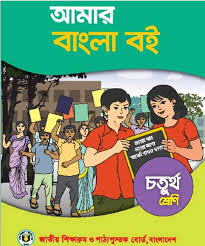 আমার
বাংলা বই
চতুর্থ
শ্রেণি
জাতীয় শিক্ষাক্রম ও পাঠ্যপুস্তক বোর্ড, বাংলাদেশ